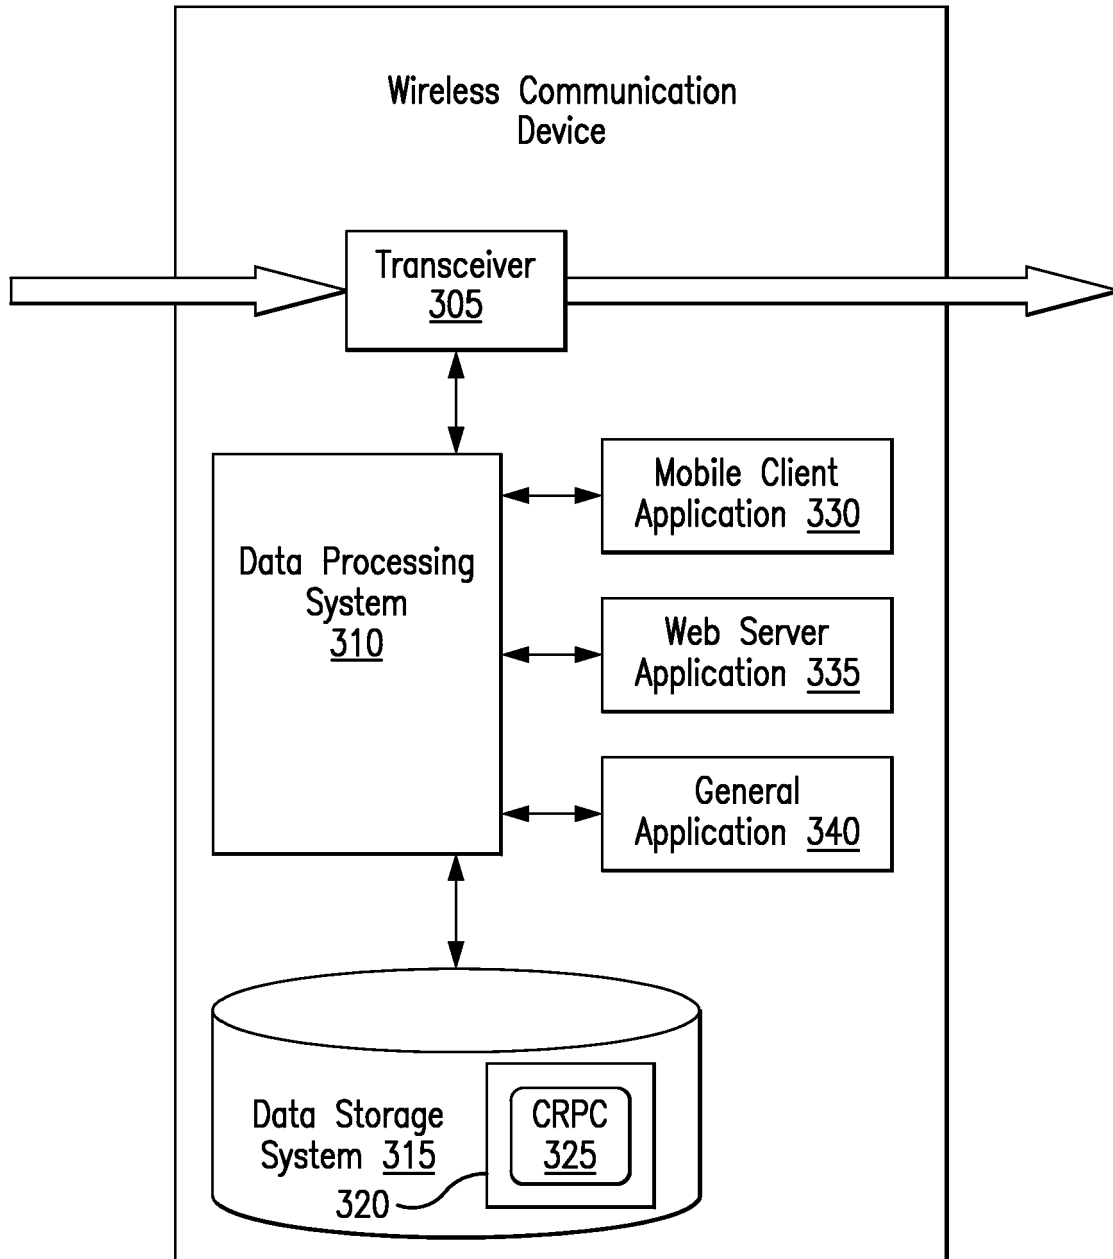 Wireless Communication
Device
Transceiver
305
Mobile Client
Application 330
Data Processing
System
310
Web Server
Application 335
General
Application 340
Data Storage
System 315
CRPC
325
320